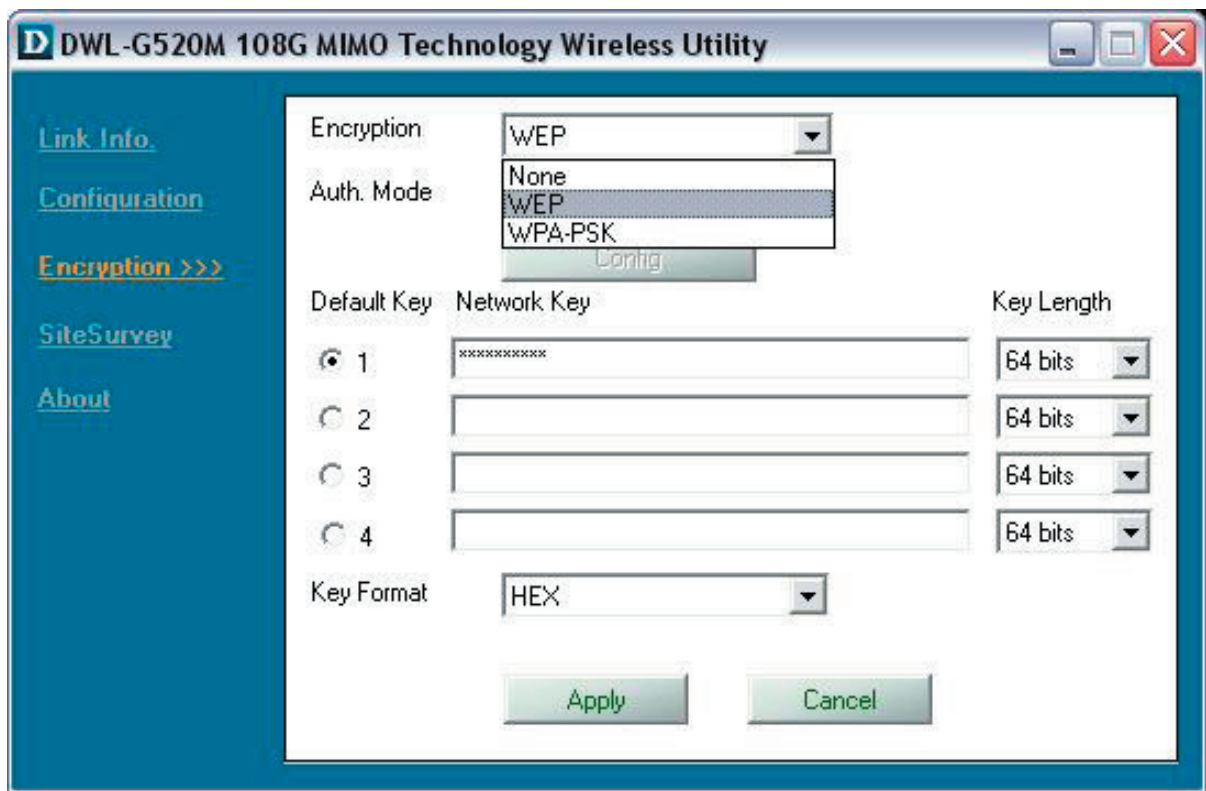 D DWL-G520M 108G MIMO Technology Wireless Utility
Link Info.
Configuration
Encryption >>>
SiteSurvey
About
Encryption WEP
None
Auth. Mode
WEP
WPA-PSK
Config
Default Key Network Key Key Length
1 ********** 64 bits
2 64 bits
3 64 bits
4 64 bits
Key Format HEX
Apply Cancel